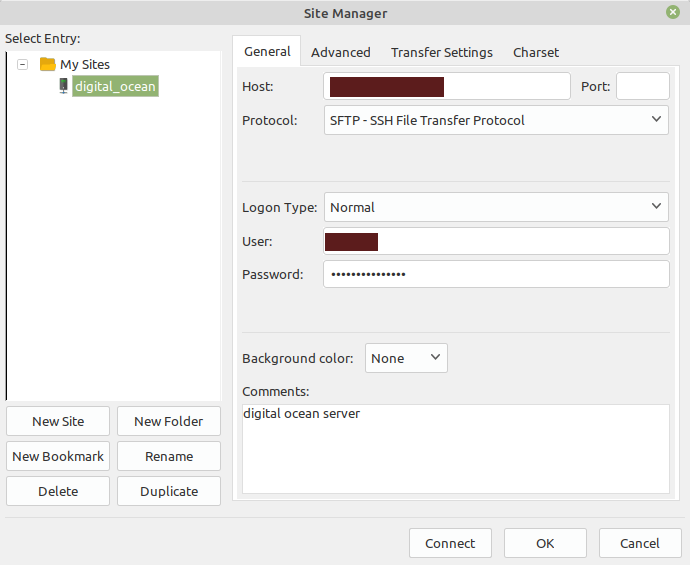 Site Manager
Select Entry:
My Sites
digital_ocean
New Site
New Folder
New Bookmark
Rename
Delete
Duplicate
General
Advanced
Transfer Settings
Charset
Host:
Port:
Protocol:
SFTP - SSH File Transfer Protocol
Logon Type:
Normal
User:
Password:
•••••••••••••••
Background color:
None
Comments:
digital ocean server
Connect
OK
Cancel